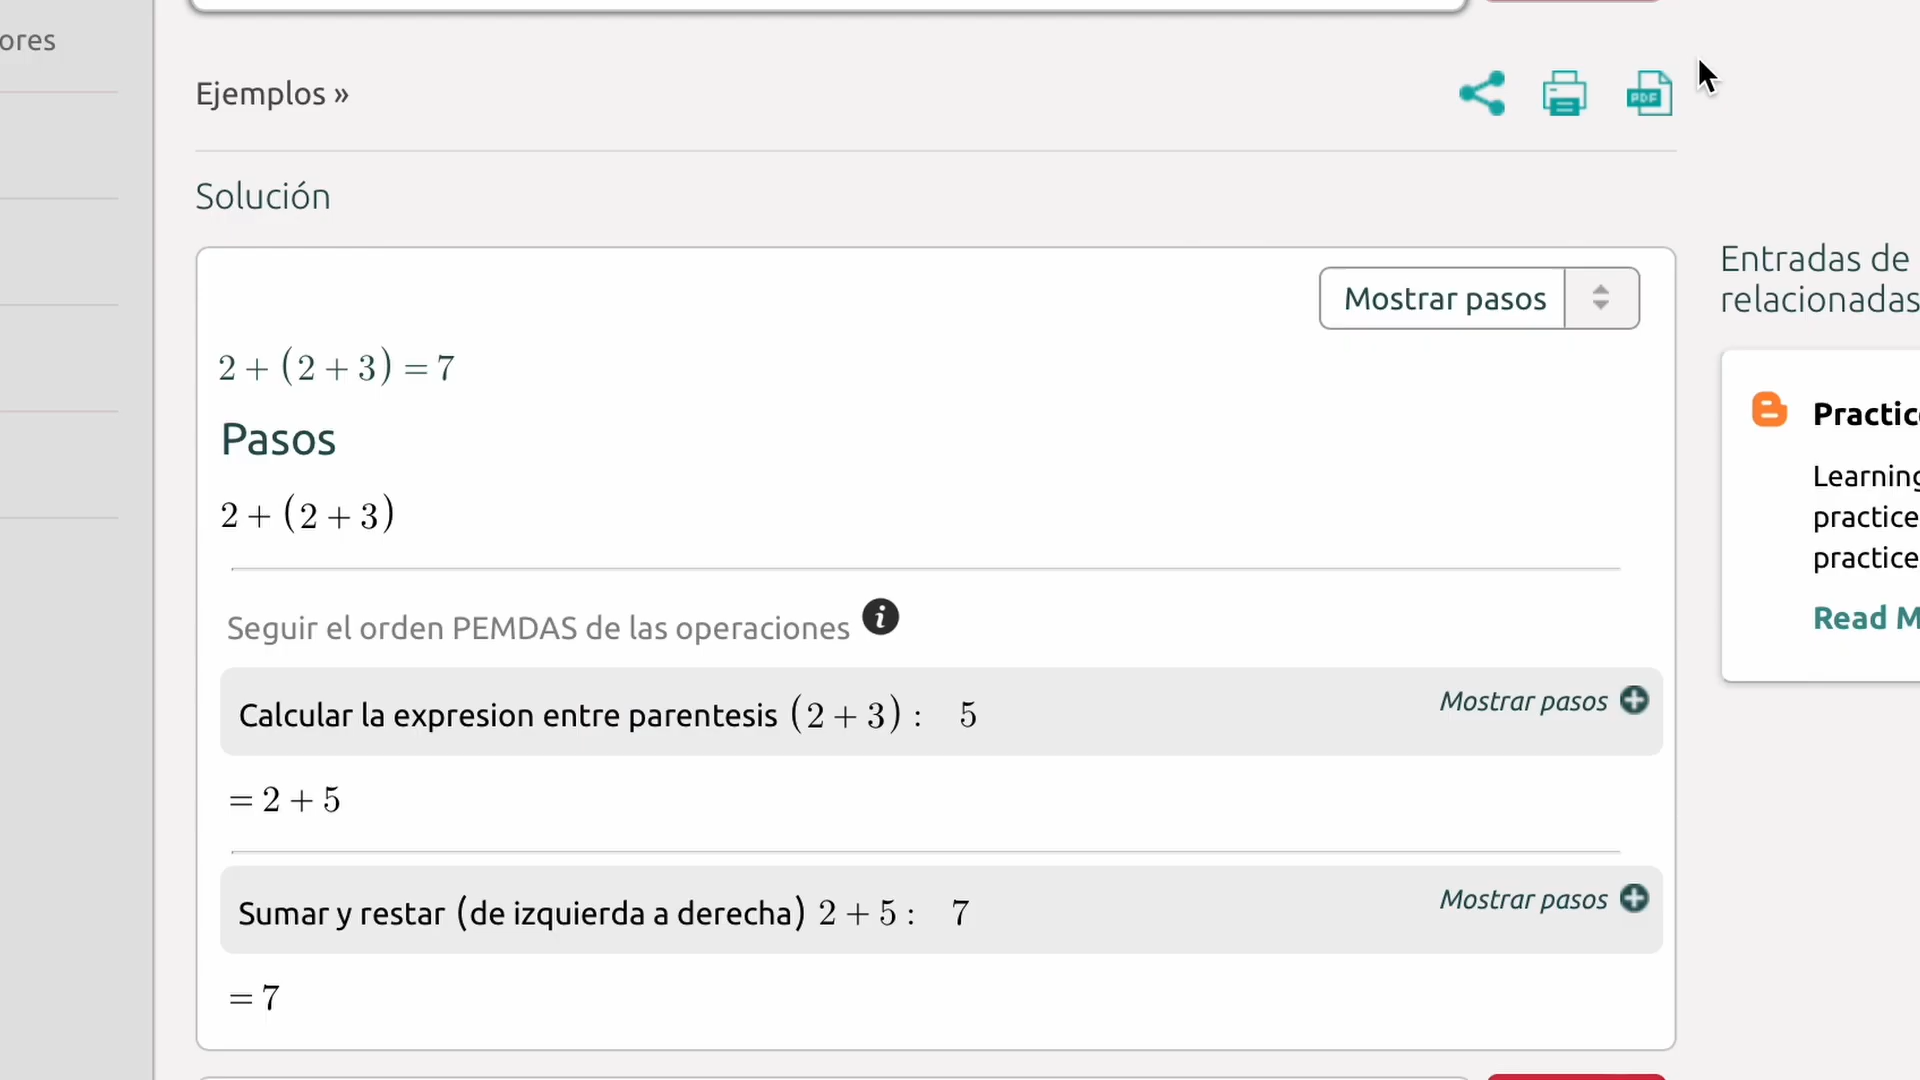 ores
Ejemplos »
PDF
Solución
Mostrar pasos
2 + (2 + 3) = 7
Pasos
2 + (2 + 3)
Seguir el orden PEMDAS de las operaciones
Calcular la expresion entre parentesis (2 + 3) : 5
Mostrar pasos
= 2 + 5
Sumar y restar (de izquierda a derecha) 2 + 5 : 7
Mostrar pasos
= 7
Entradas de
relacionadas
Practic
Learning
practice
practice
Read M